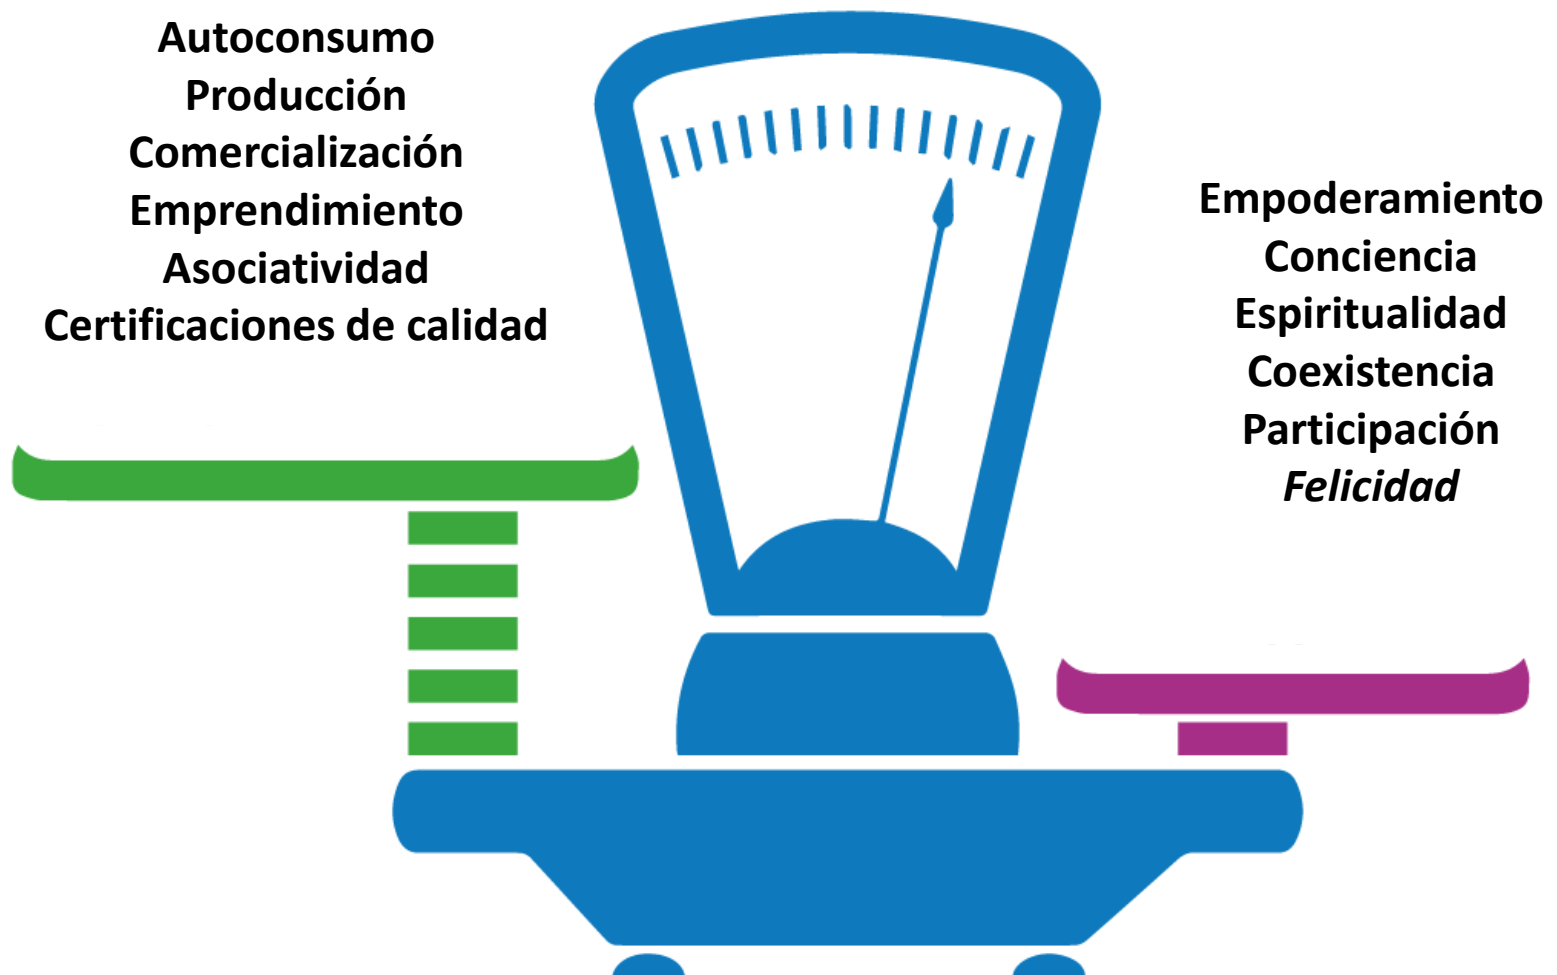 Autoconsumo
Producción
Comercialización
Emprendimiento
Asociatividad
Certificaciones de calidad
Empoderamiento
Conciencia
Espiritualidad
Coexistencia
Participación
Felicidad